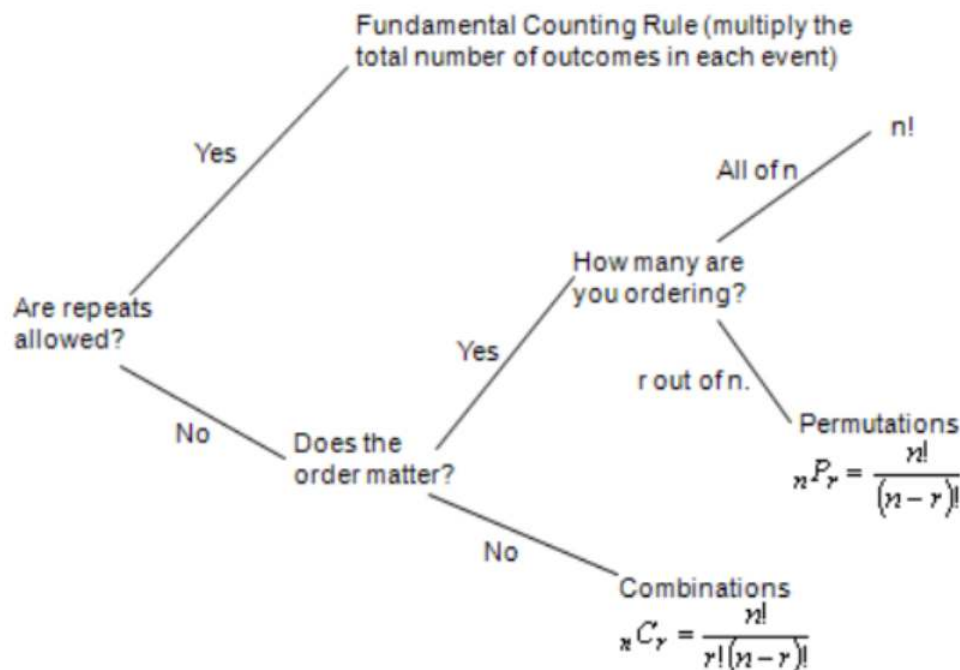 Fundamental Counting Rule (multiply the
total number of outcomes in each event)
n!
Yes
All of n
How many are
you ordering?
Are repeats
allowed?
Yes
r out of n.
No
Does the
order matter?
Permutations
nPr = n!/(n − r)!
No
Combinations
nCr = n!/r!(n − r)!